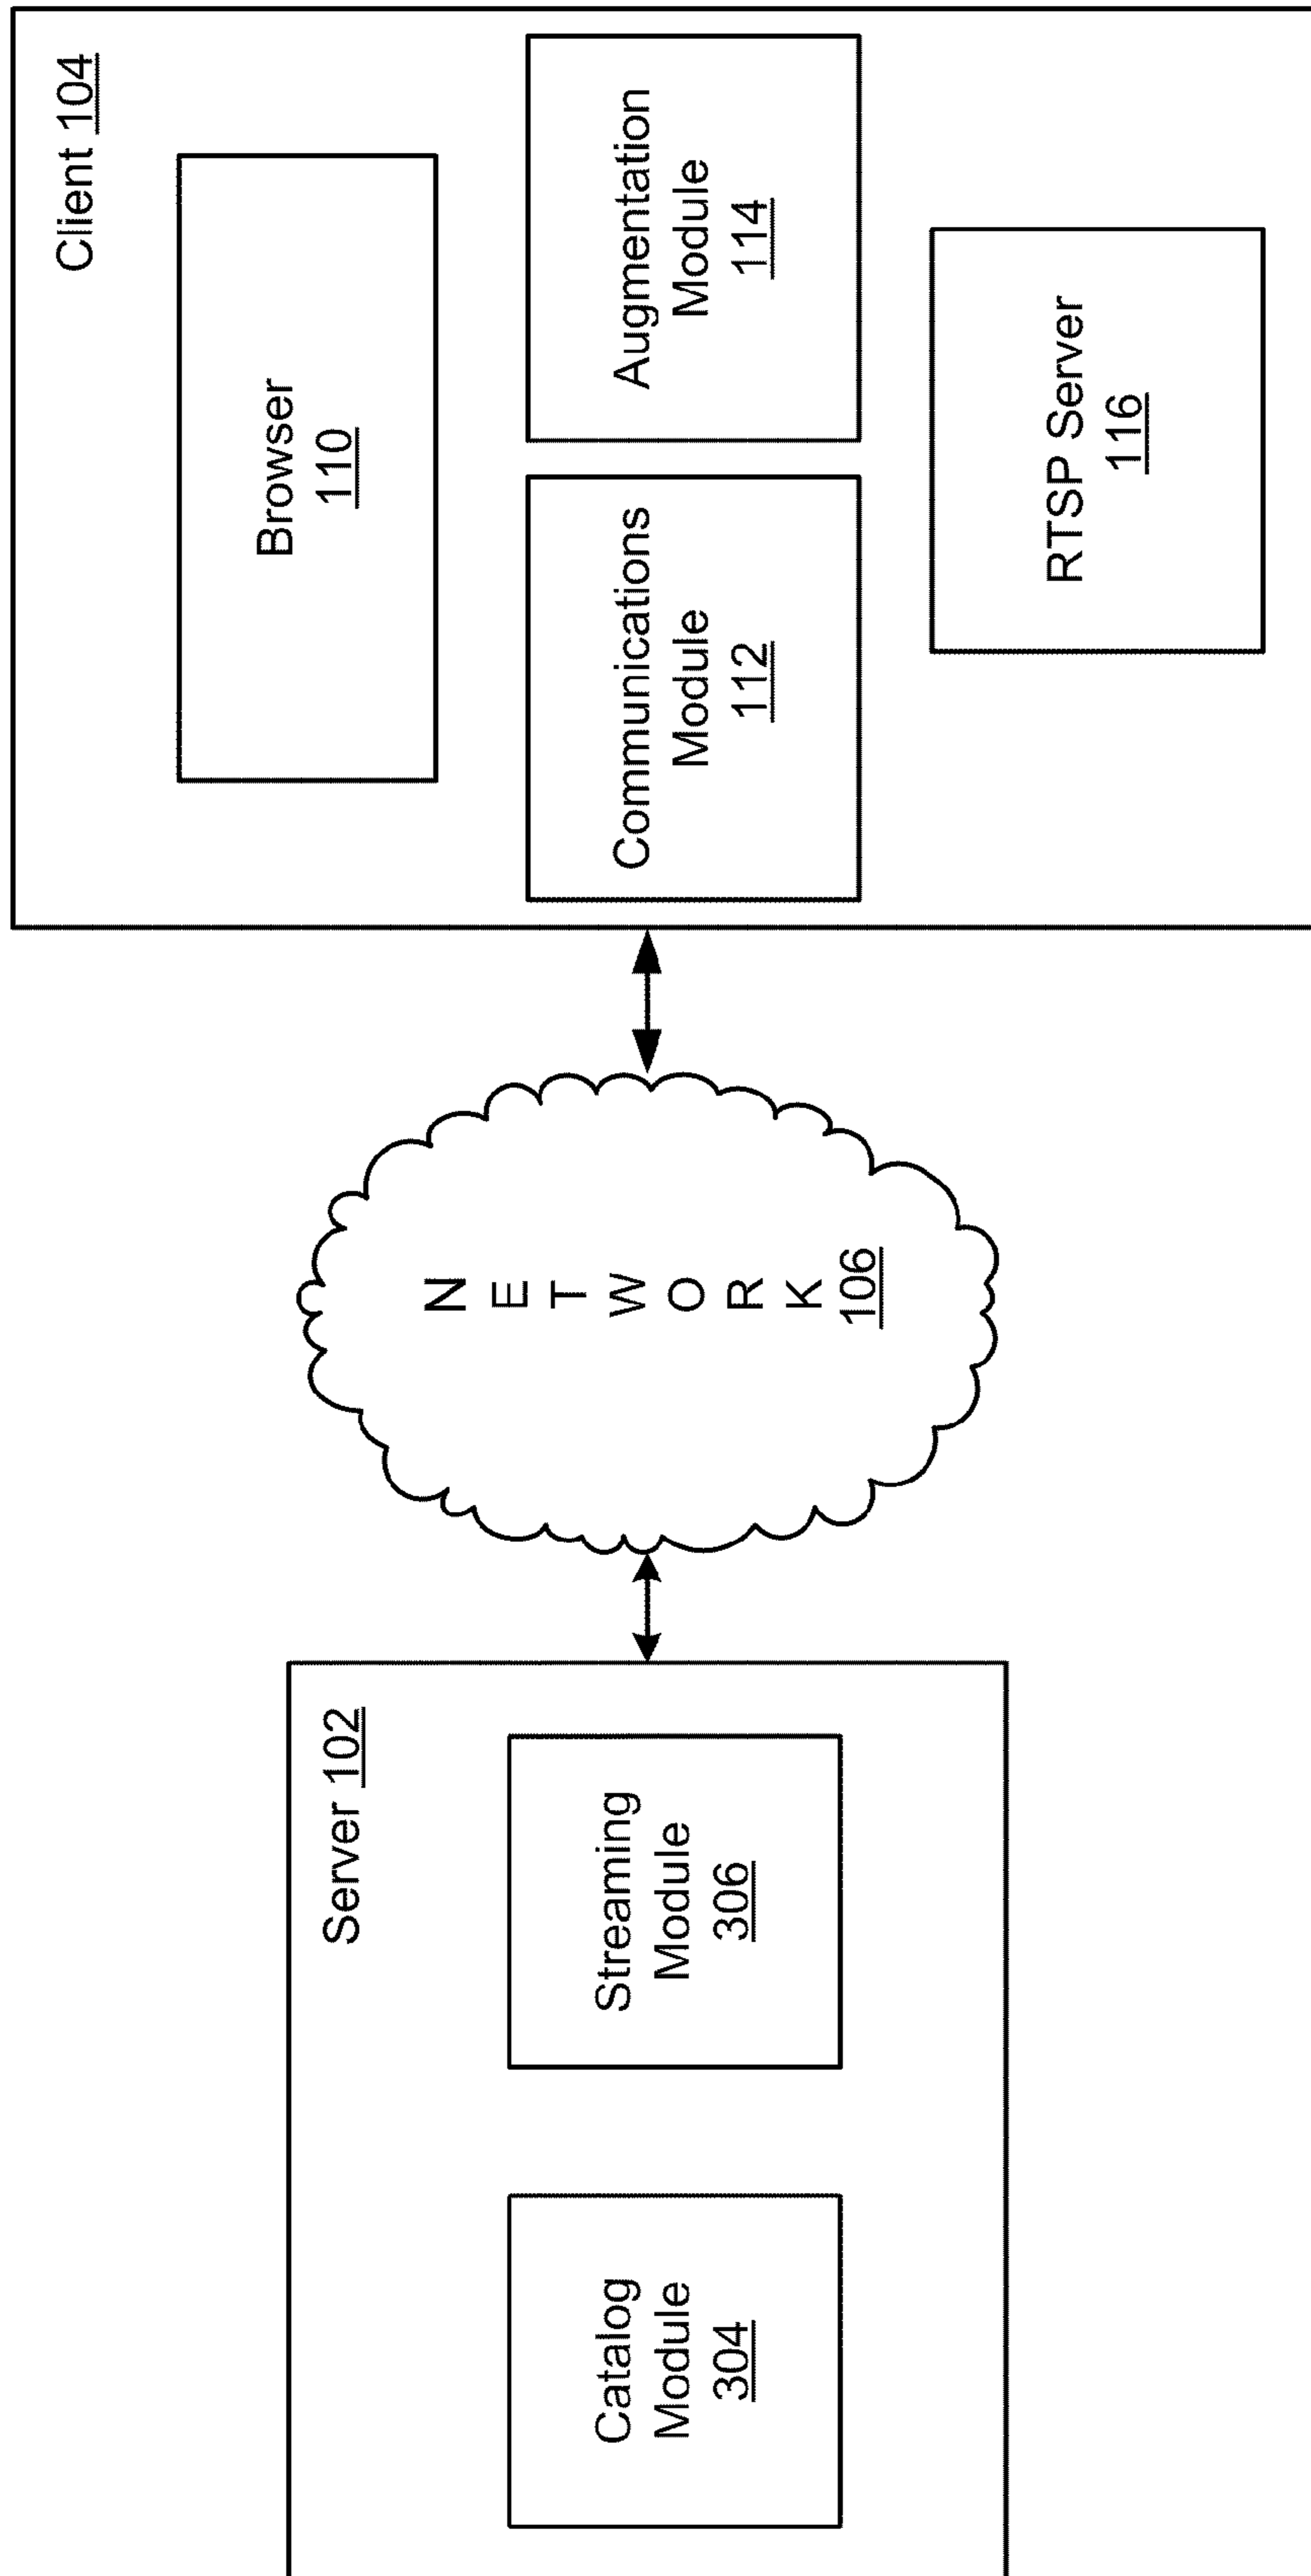 Server 102
Catalog
Module
304
Streaming
Module
306
N
E
T
W
O
R
K
106
Client 104
Browser
110
Communications
Module
112
Augmentation
Module
114
RTSP Server
116